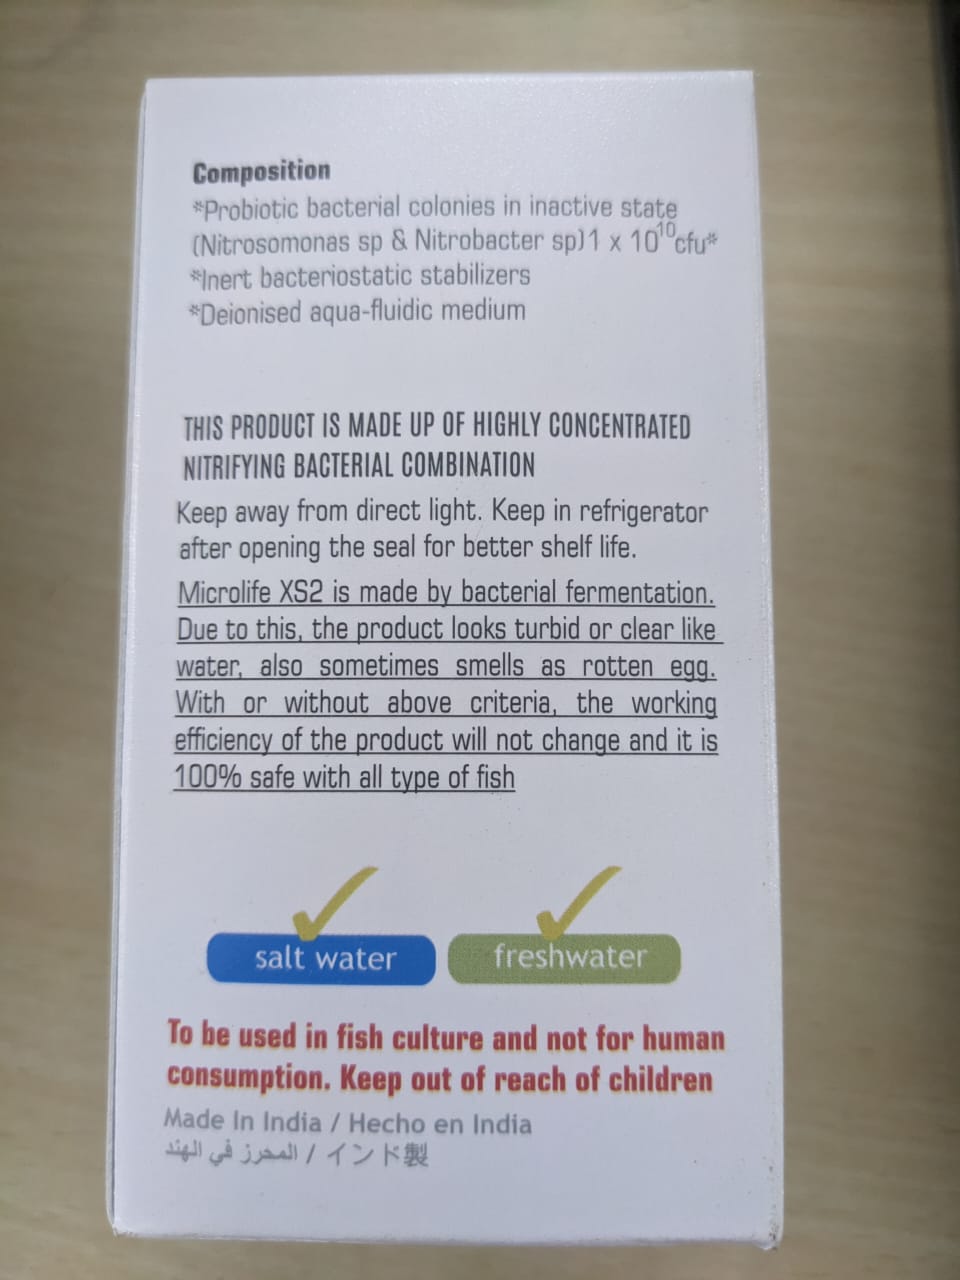 Composition
*Probiotic bacterial colonies in inactive state
(Nitrosomonas sp & Nitrobacter sp)1 x 10¹⁰cfu*
*Inert bacteriostatic stabilizers
*Deionised aqua-fluidic medium
THIS PRODUCT IS MADE UP OF HIGHLY CONCENTRATED
NITRIFYING BACTERIAL COMBINATION
Keep away from direct light. Keep in refrigerator
after opening the seal for better shelf life.
Microlife XS2 is made by bacterial fermentation.
Due to this, the product looks turbid or clear like
water, also sometimes smells as rotten egg.
With or without above criteria, the working
efficiency of the product will not change and it is
100% safe with all type of fish
salt water
freshwater
To be used in fish culture and not for human
consumption. Keep out of reach of children
Made In India / Hecho en India
المحرز في الهند / インド製